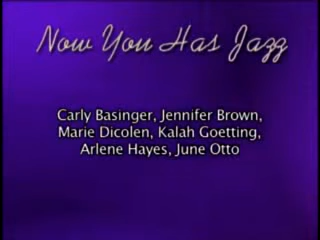 Now You Has Jazz
Carly Basinger, Jennifer Brown,
Marie Dicolen, Kalah Goetting,
Arlene Hayes, June Otto